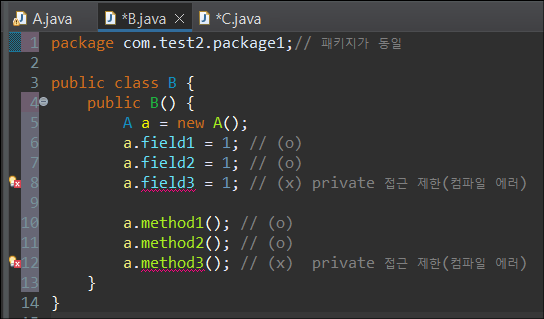 A.java *B.java *C.java
1 package com.test2.package1;// 패키지가 동일
2
3 public class B {
4 public B() {
5 A a = new A();
6 a.field1 = 1; // (o)
7 a.field2 = 1; // (o)
8 a.field3 = 1; // (x) private 접근 제한(컴파일 에러)
9
10 a.method1(); // (o)
11 a.method2(); // (o)
12 a.method3(); // (x)  private 접근 제한(컴파일 에러)
13 }
14 }
15